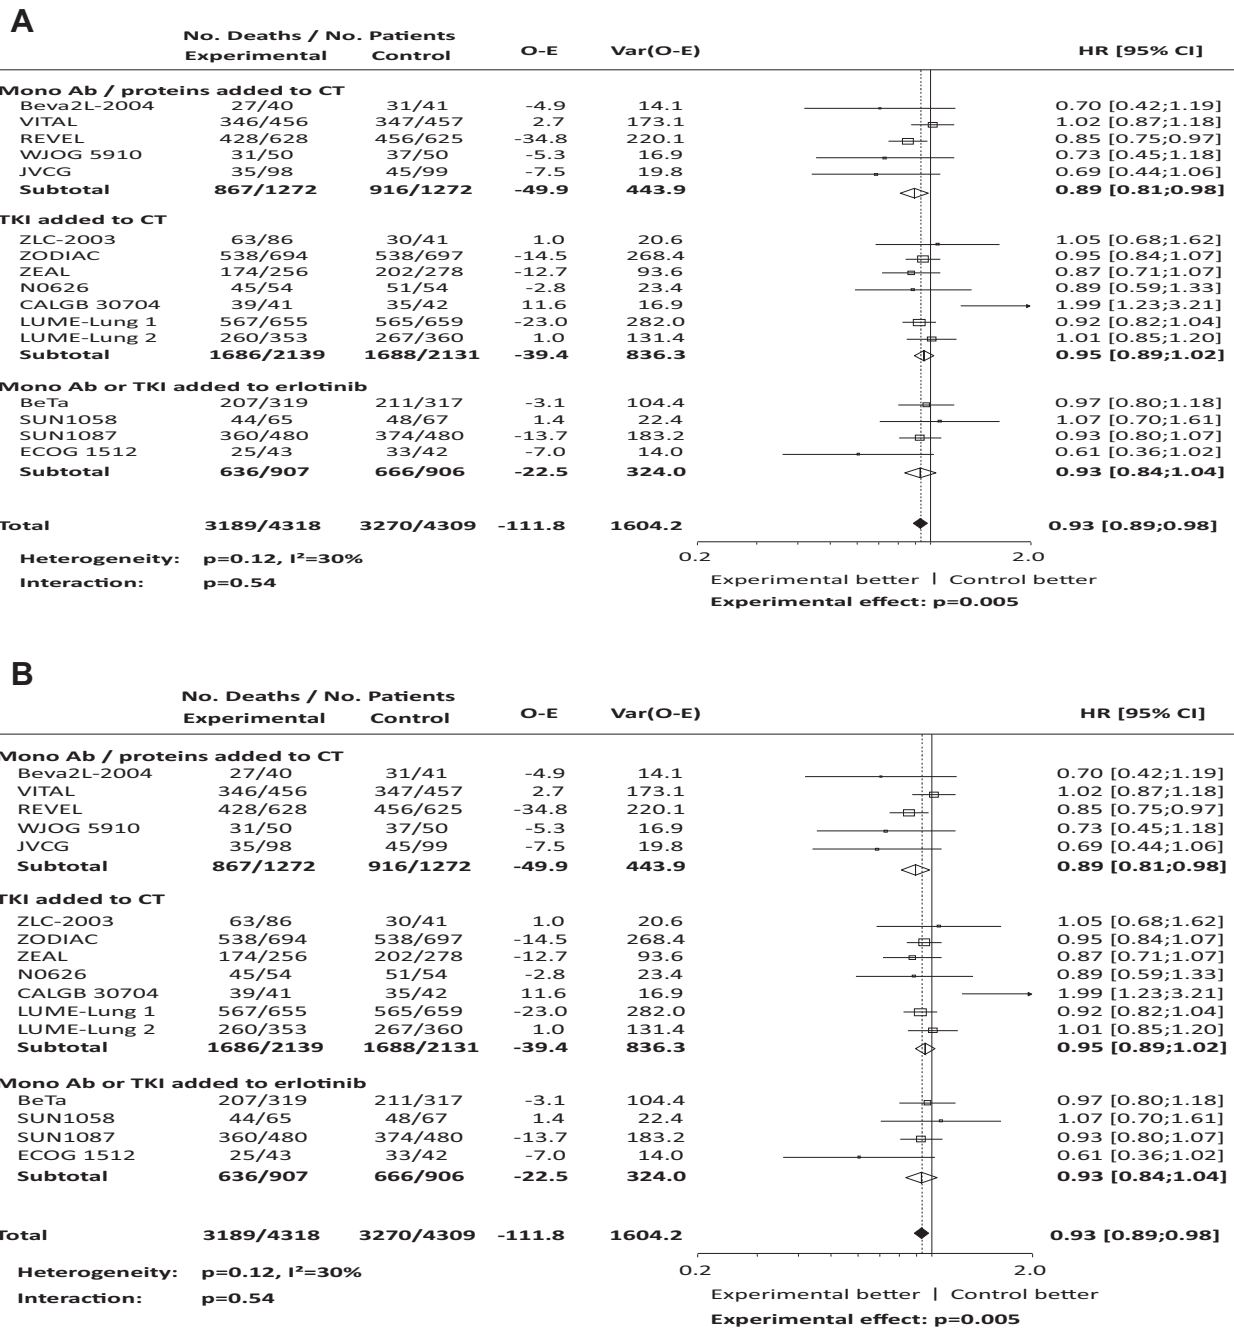 A
No. Deaths / No. Patients
Experimental Control O-E Var(O-E) HR [95% CI]
Mono Ab / proteins added to CT
Beva2L-2004 27/40 31/41 -4.9 14.1 0.70 [0.42;1.19]
VITAL 346/456 347/457 2.7 173.1 1.02 [0.87;1.18]
REVEL 428/628 456/625 -34.8 220.1 0.85 [0.75;0.97]
WJOG 5910 31/50 37/50 -5.3 16.9 0.73 [0.45;1.18]
JVCG 35/98 45/99 -7.5 19.8 0.69 [0.44;1.06]
Subtotal 867/1272 916/1272 -49.9 443.9 0.89 [0.81;0.98]
TKI added to CT
ZLC-2003 63/86 30/41 1.0 20.6 1.05 [0.68;1.62]
ZODIAC 538/694 538/697 -14.5 268.4 0.95 [0.84;1.07]
ZEAL 174/256 202/278 -12.7 93.6 0.87 [0.71;1.07]
N0626 45/54 51/54 -2.8 23.4 0.89 [0.59;1.33]
CALGB 30704 39/41 35/42 11.6 16.9 1.99 [1.23;3.21]
LUME-Lung 1 567/655 565/659 -23.0 282.0 0.92 [0.82;1.04]
LUME-Lung 2 260/353 267/360 1.0 131.4 1.01 [0.85;1.20]
Subtotal 1686/2139 1688/2131 -39.4 836.3 0.95 [0.89;1.02]
Mono Ab or TKI added to erlotinib
BeTa 207/319 211/317 -3.1 104.4 0.97 [0.80;1.18]
SUN1058 44/65 48/67 1.4 22.4 1.07 [0.70;1.61]
SUN1087 360/480 374/480 -13.7 183.2 0.93 [0.80;1.07]
ECOG 1512 25/43 33/42 -7.0 14.0 0.61 [0.36;1.02]
Subtotal 636/907 666/906 -22.5 324.0 0.93 [0.84;1.04]
Total 3189/4318 3270/4309 -111.8 1604.2 0.93 [0.89;0.98]
Heterogeneity: p=0.12, I²=30% 0.2 2.0
Interaction: p=0.54 Experimental better | Control better
Experimental effect: p=0.005
B
No. Deaths / No. Patients
Experimental Control O-E Var(O-E) HR [95% CI]
Mono Ab / proteins added to CT
Beva2L-2004 27/40 31/41 -4.9 14.1 0.70 [0.42;1.19]
VITAL 346/456 347/457 2.7 173.1 1.02 [0.87;1.18]
REVEL 428/628 456/625 -34.8 220.1 0.85 [0.75;0.97]
WJOG 5910 31/50 37/50 -5.3 16.9 0.73 [0.45;1.18]
JVCG 35/98 45/99 -7.5 19.8 0.69 [0.44;1.06]
Subtotal 867/1272 916/1272 -49.9 443.9 0.89 [0.81;0.98]
TKI added to CT
ZLC-2003 63/86 30/41 1.0 20.6 1.05 [0.68;1.62]
ZODIAC 538/694 538/697 -14.5 268.4 0.95 [0.84;1.07]
ZEAL 174/256 202/278 -12.7 93.6 0.87 [0.71;1.07]
N0626 45/54 51/54 -2.8 23.4 0.89 [0.59;1.33]
CALGB 30704 39/41 35/42 11.6 16.9 1.99 [1.23;3.21]
LUME-Lung 1 567/655 565/659 -23.0 282.0 0.92 [0.82;1.04]
LUME-Lung 2 260/353 267/360 1.0 131.4 1.01 [0.85;1.20]
Subtotal 1686/2139 1688/2131 -39.4 836.3 0.95 [0.89;1.02]
Mono Ab or TKI added to erlotinib
BeTa 207/319 211/317 -3.1 104.4 0.97 [0.80;1.18]
SUN1058 44/65 48/67 1.4 22.4 1.07 [0.70;1.61]
SUN1087 360/480 374/480 -13.7 183.2 0.93 [0.80;1.07]
ECOG 1512 25/43 33/42 -7.0 14.0 0.61 [0.36;1.02]
Subtotal 636/907 666/906 -22.5 324.0 0.93 [0.84;1.04]
Total 3189/4318 3270/4309 -111.8 1604.2 0.93 [0.89;0.98]
Heterogeneity: p=0.12, I²=30% 0.2 2.0
Interaction: p=0.54 Experimental better | Control better
Experimental effect: p=0.005